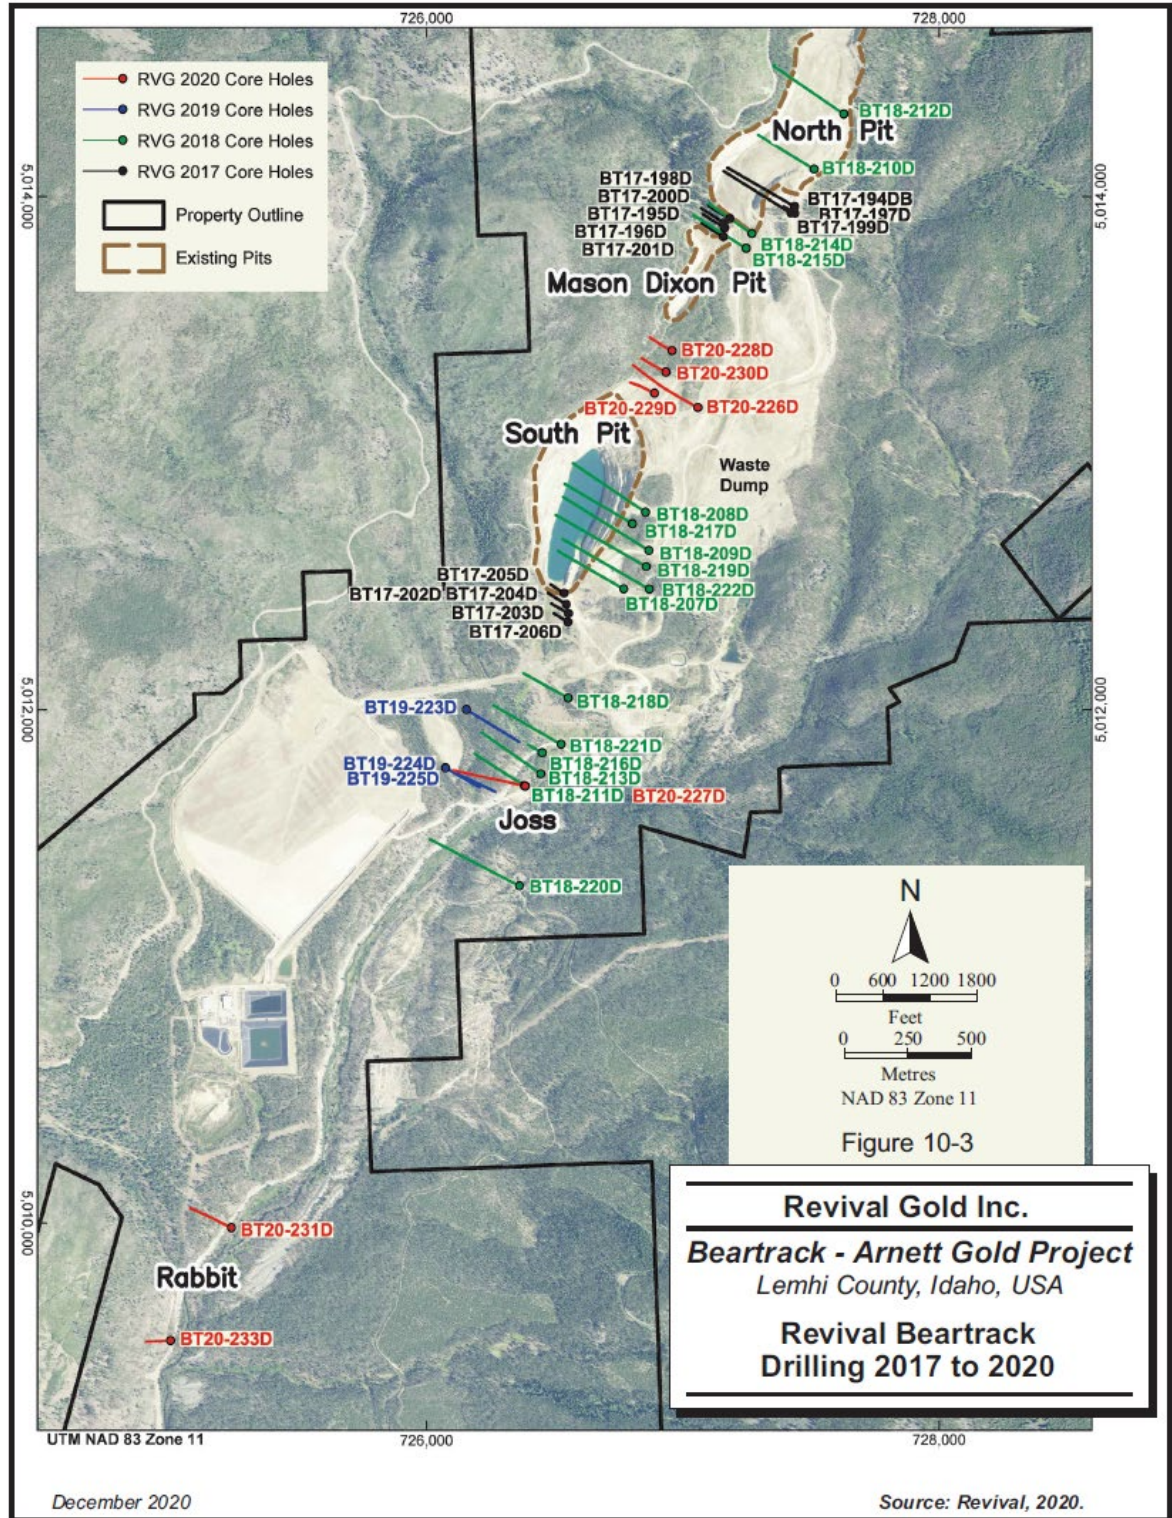 726,000
728,000
RVG 2020 Core Holes
RVG 2019 Core Holes
RVG 2018 Core Holes
RVG 2017 Core Holes
Property Outline
Existing Pits
5,014,000
5,014,000
BT18-212D
North Pit
BT18-210D
BT17-198D
BT17-200D
BT17-195D
BT17-196D
BT17-201D
BT17-194DB
BT17-197D
BT17-199D
BT18-214D
BT18-215D
Mason Dixon Pit
BT20-228D
BT20-230D
BT20-229D
BT20-226D
South Pit
Waste
Dump
BT18-208D
BT18-217D
BT18-209D
BT18-219D
BT18-222D
BT18-207D
BT17-205D
BT17-202D BT17-204D
BT17-203D
BT17-206D
5,012,000
5,012,000
BT18-218D
BT19-223D
BT18-221D
BT18-216D
BT18-213D
BT19-224D
BT19-225D
BT18-211D BT20-227D
Joss
BT18-220D
N
0 600 1200 1800
Feet
0 250 500
Metres
NAD 83 Zone 11
Figure 10-3
5,010,000
BT20-231D
Rabbit
BT20-233D
Revival Gold Inc.
Beartrack - Arnett Gold Project
Lemhi County, Idaho, USA
Revival Beartrack
Drilling 2017 to 2020
UTM NAD 83 Zone 11
726,000
728,000
December 2020
Source: Revival, 2020.